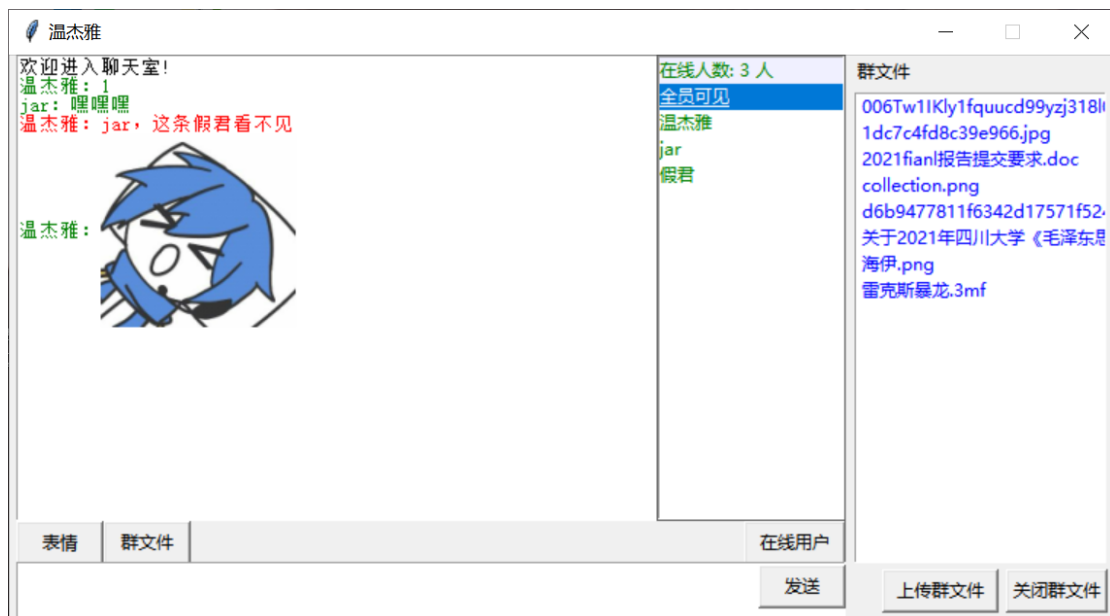 温杰雅
欢迎进入聊天室!
温杰雅: 1
jar: 嘿嘿嘿
温杰雅: jar，这条假君看不见
温杰雅:
在线人数: 3 人
全员可见
温杰雅
jar
假君
群文件
1dc7c4fd8c39e966.jpg
2021fianl报告提交要求.doc
collection.png
d6b9477811f6342d17571f524
关于2021年四川大学《毛泽东思
海伊.png
雷克斯暴龙.3mf
表情
群文件
在线用户
发送
上传群文件
关闭群文件